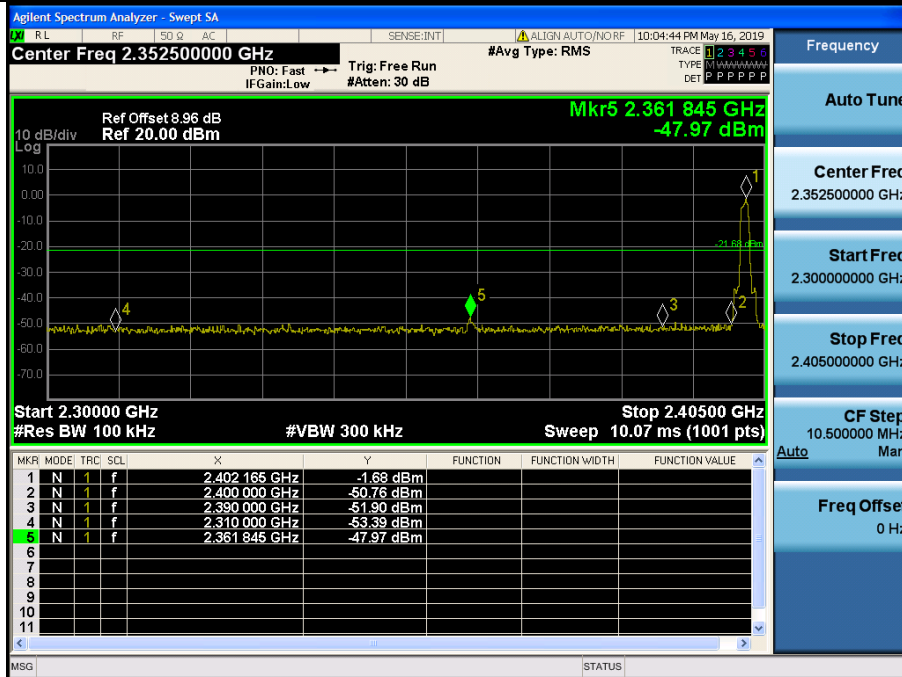 Agilent Spectrum Analyzer - Swept SA
LXI RL RF 50 Ω AC SENSE:INT ALIGN AUTO/NO RF 10:04:44 PM May 16, 2019
Center Freq 2.352500000 GHz
PNO: Fast
IFGain:Low
Trig: Free Run
#Atten: 30 dB
#Avg Type: RMS
TRACE 1 2 3 4 5 6
TYPE M WWWWW
DET P P P P P P
Mkr5 2.361 845 GHz
-47.97 dBm
Ref Offset 8.96 dB
10 dB/div Ref 20.00 dBm
Log
10.0
0.00
-10.0
-20.0
-30.0
-40.0
-50.0
-60.0
-70.0
-21.68 dBm
1
2
3
4
5
Start 2.30000 GHz Stop 2.40500 GHz
#Res BW 100 kHz #VBW 300 kHz Sweep 10.07 ms (1001 pts)
MKR MODE TRC SCL X Y FUNCTION FUNCTION WIDTH FUNCTION VALUE
1 N 1 f 2.402 165 GHz -1.68 dBm
2 N 1 f 2.400 000 GHz -50.76 dBm
3 N 1 f 2.390 000 GHz -51.90 dBm
4 N 1 f 2.310 000 GHz -53.39 dBm
5 N 1 f 2.361 845 GHz -47.97 dBm
6
7
8
9
10
11
MSG STATUS
Frequency
Auto Tune
Center Freq
2.352500000 GHz
Start Freq
2.300000000 GHz
Stop Freq
2.405000000 GHz
CF Step
10.500000 MHz
Auto Man
Freq Offset
0 Hz